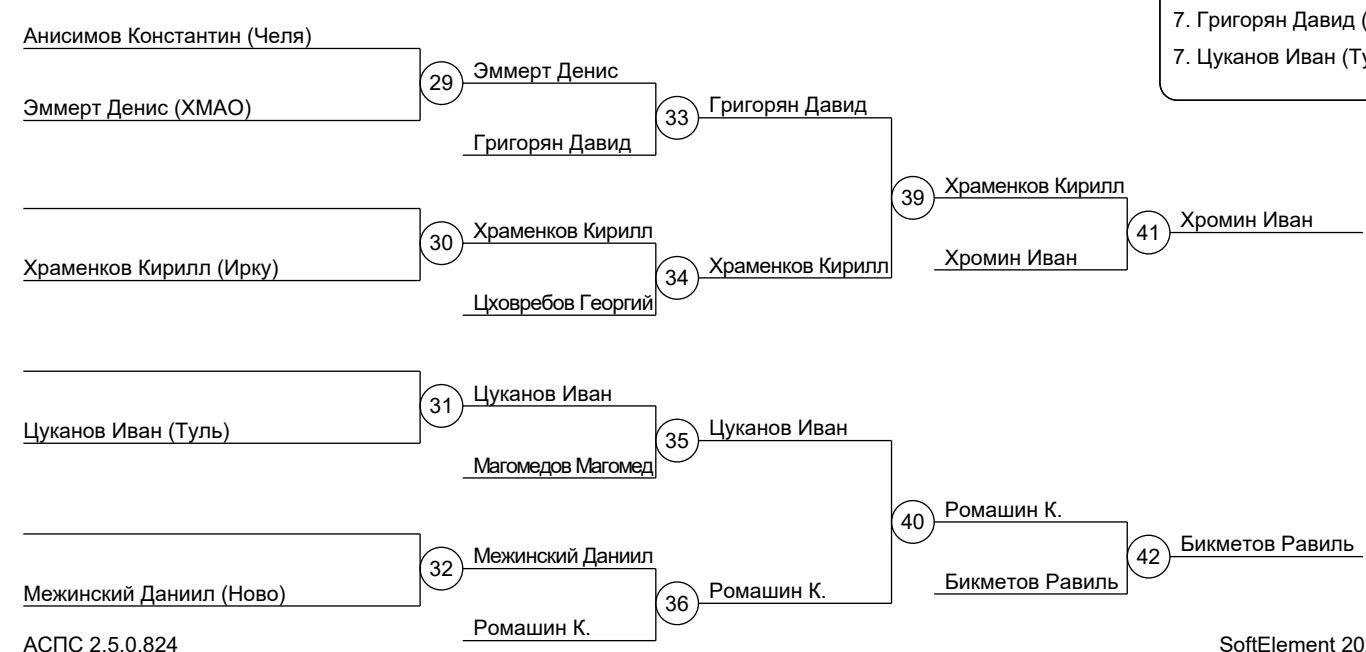 7. Григорян Давид (
7. Цуканов Иван (Ту
Анисимов Константин (Челя)
29
Эммерт Денис
Эммерт Денис (ХМАО)
33
Григорян Давид
Григорян Давид
39
Храменков Кирилл
30
Храменков Кирилл
41
Хромин Иван
Храменков Кирилл (Ирку)
34
Храменков Кирилл
Хромин Иван
Цховребов Георгий
31
Цуканов Иван
Цуканов Иван (Туль)
35
Цуканов Иван
Магомедов Магомед
40
Ромашин К.
32
Межинский Даниил
42
Бикметов Равиль
Межинский Даниил (Ново)
36
Ромашин К.
Бикметов Равиль
Ромашин К.
АСПС 2.5.0.824
SoftElement 20